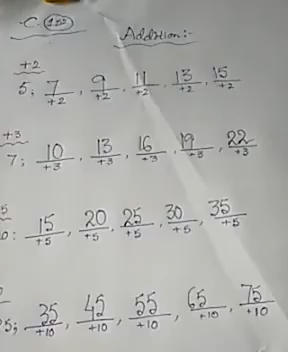 Addition:-
+2
5; 7, 9, 11, 13, 15
+2 +2 +2 +2 +2
+3
7; 10, 13, 16, 19, 22
+3 +3 +3 +3 +3
5
0; 15, 20, 25, 30, 35
+5 +5 +5 +5 +5
5; 35, 45, 55, 65, 75
+10 +10 +10 +10 +10